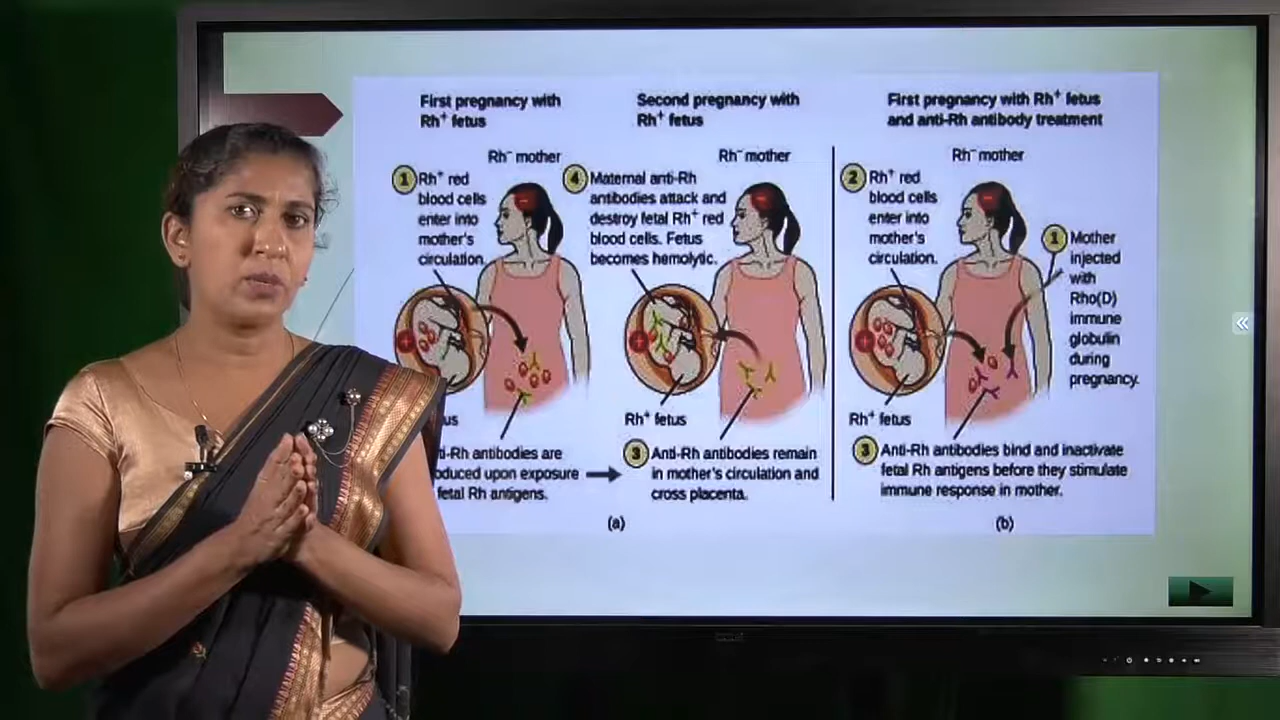 First pregnancy with
Rh⁺ fetus
Rh⁻ mother
1 Rh⁺ red
blood cells
enter into
mother's
circulation.
us
ti-Rh antibodies are
oduced upon exposure
fetal Rh antigens.
Second pregnancy with
Rh⁺ fetus
Rh⁻ mother
4 Maternal anti-Rh
antibodies attack and
destroy fetal Rh⁺ red
blood cells. Fetus
becomes hemolytic.
Rh⁺ fetus
3 Anti-Rh antibodies remain
in mother's circulation and
cross placenta.
(a)
First pregnancy with Rh⁺ fetus
and anti-Rh antibody treatment
Rh⁻ mother
2 Rh⁺ red
blood cells
enter into
mother's
circulation.
1 Mother
injected
with
Rho(D)
immune
globulin
during
pregnancy.
Rh⁺ fetus
3 Anti-Rh antibodies bind and inactivate
fetal Rh antigens before they stimulate
immune response in mother.
(b)